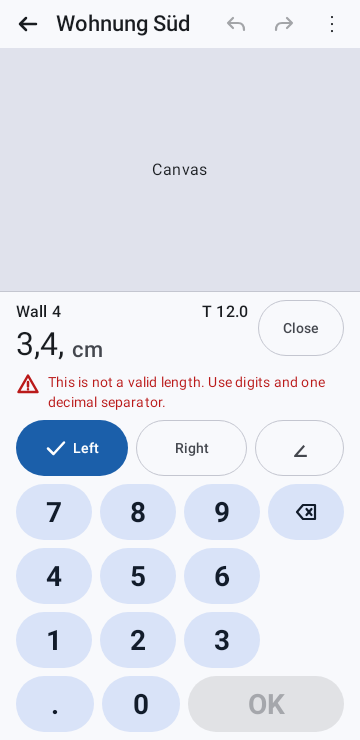 Wohnung Süd
Canvas
Wall 4
T 12.0
Close
3,4, cm
This is not a valid length. Use digits and one
decimal separator.
Left
Right
∠
7 8 9
4 5 6
1 2 3
. 0 OK